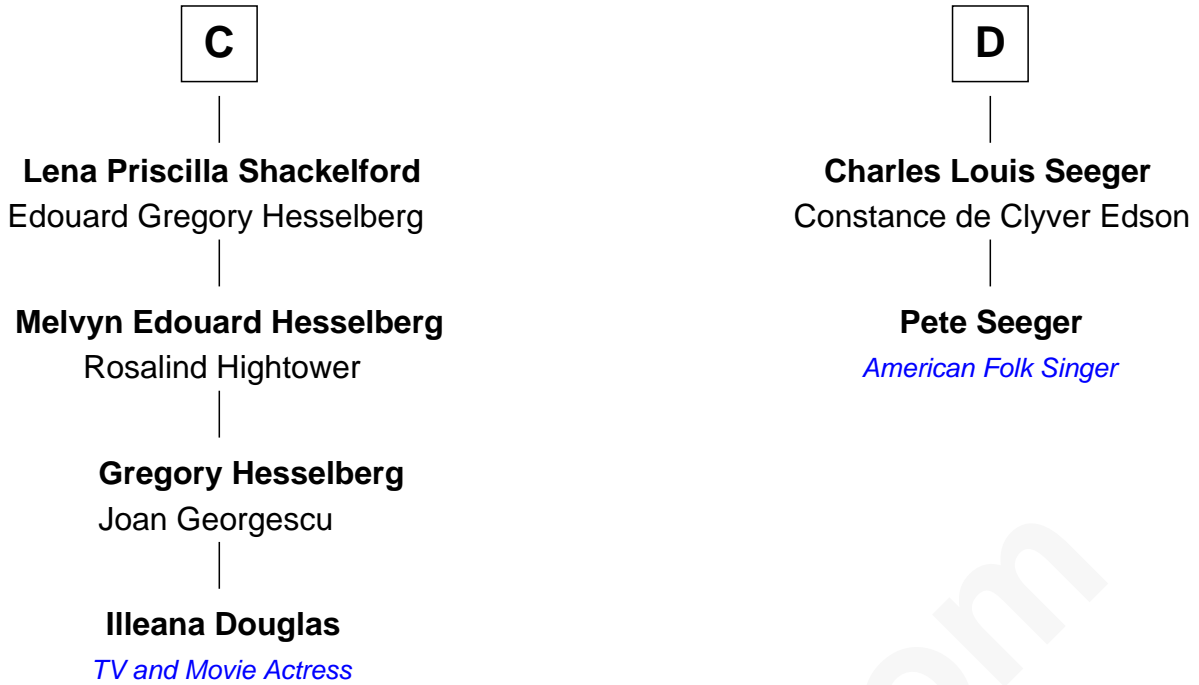 C
Lena Priscilla Shackelford
Edouard Gregory Hesselberg
Melvyn Edouard Hesselberg
Rosalind Hightower
Gregory Hesselberg
Joan Georgescu
Illeana Douglas
TV and Movie Actress
D
Charles Louis Seeger
Constance de Clyver Edson
Pete Seeger
American Folk Singer
om